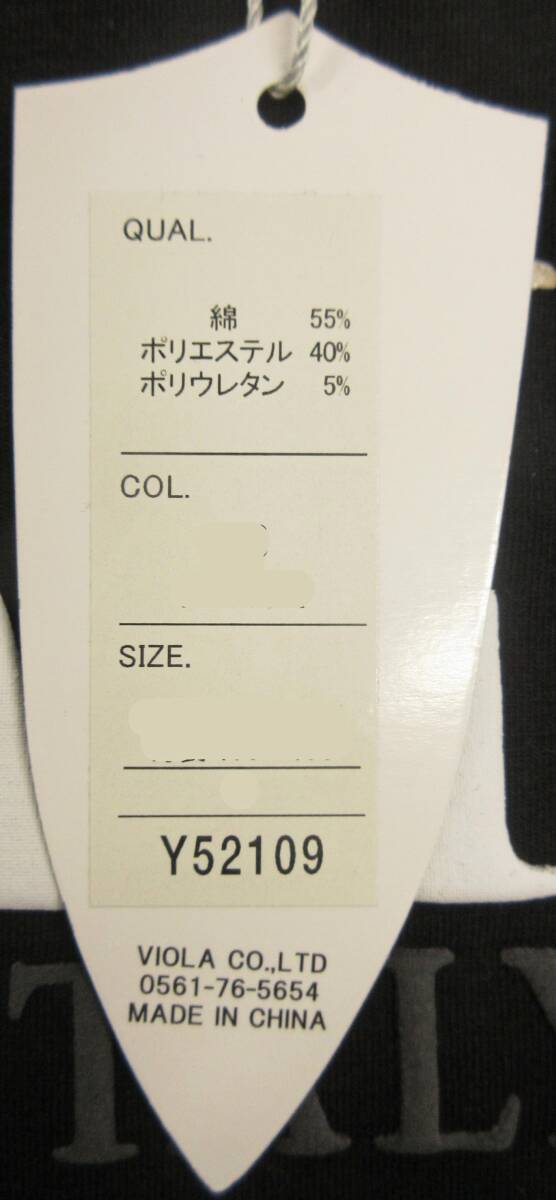 QUAL.
綿 55%
ポリエステル 40%
ポリウレタン 5%
COL.
SIZE.
Y52109
VIOLA CO.,LTD
0561-76-5654
MADE IN CHINA